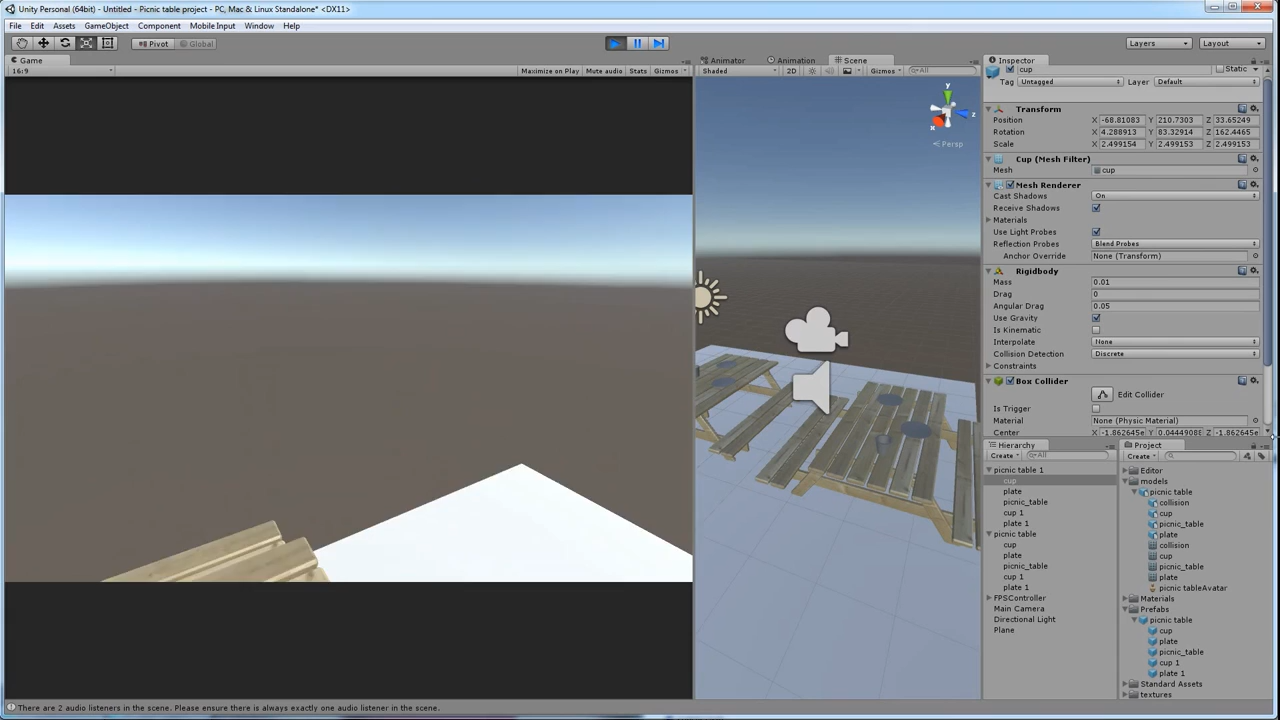 Unity Personal (64bit) - Untitled - Picnic table project - PC, Mac & Linux Standalone* <DX11>
File Edit Assets GameObject Component Mobile Input Window Help
Pivot Global Layers Layout
Game
16:9 Maximize on Play Mute audio Stats Gizmos
Animator Animation Scene
Shaded 2D Gizmos All
y
x
z
Persp
Inspector
cup Static
Tag Untagged Layer Default
Transform
Position X -68.81083 Y 210.7303 Z 33.65249
Rotation X 4.288913 Y 83.32914 Z 162.4465
Scale X 2.499154 Y 2.499153 Z 2.499153
Cup (Mesh Filter)
Mesh cup
Mesh Renderer
Cast Shadows On
Receive Shadows
Materials
Use Light Probes
Reflection Probes Blend Probes
Anchor Override None (Transform)
Rigidbody
Mass 0.01
Drag 0
Angular Drag 0.05
Use Gravity
Is Kinematic
Interpolate None
Collision Detection Discrete
Constraints
Box Collider
Edit Collider
Is Trigger
Material None (Physic Material)
Center X -1.862645e Y 0.0444908 Z -1.862645e
Hierarchy
Create All
picnic table 1
cup
plate
picnic_table
cup 1
plate 1
picnic table
cup
plate
picnic_table
cup 1
plate 1
FPSController
Main Camera
Directional Light
Plane
Project
Create
Editor
models
picnic table
collision
cup
picnic_table
plate
collision
cup
picnic_table
plate
picnic tableAvatar
Materials
Prefabs
picnic table
cup
plate
picnic_table
cup 1
plate 1
Standard Assets
textures
There are 2 audio listeners in the scene. Please ensure there is always exactly one audio listener in the scene.